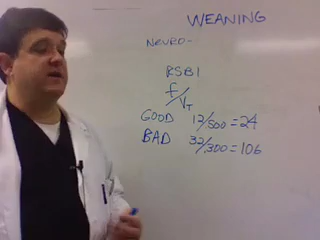 WEANING
NEURO-
RSBI
f/VT
GOOD 12/500=24
BAD 32/300=106